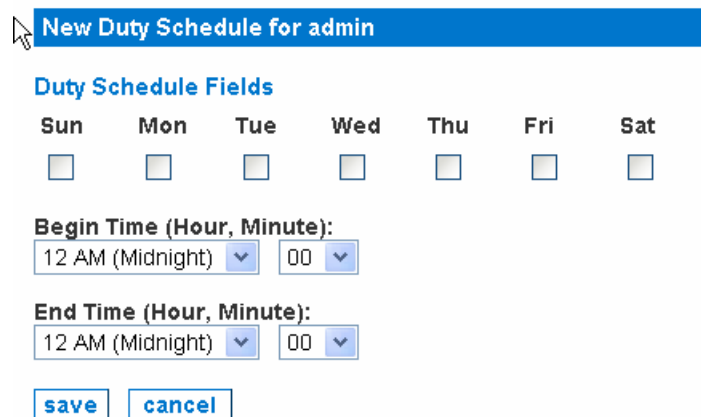 New Duty Schedule for admin
Duty Schedule Fields
Sun Mon Tue Wed Thu Fri Sat
Begin Time (Hour, Minute):
12 AM (Midnight) 00
End Time (Hour, Minute):
12 AM (Midnight) 00
save cancel